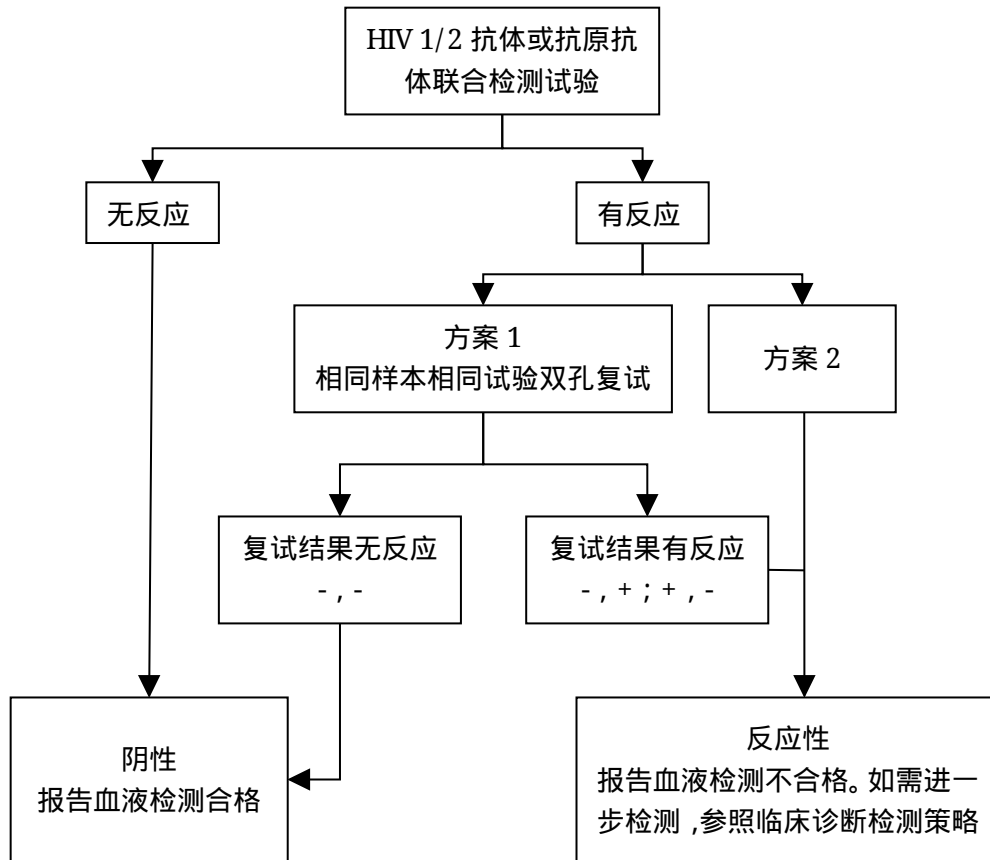 HIV 1/2 抗体或抗原抗
体联合检测试验
无反应
有反应
方案 1
相同样本相同试验双孔复试
方案 2
复试结果无反应
- , -
复试结果有反应
- , + ; + , -
阴性
报告血液检测合格
反应性
报告血液检测不合格。如需进一
步检测 ,参照临床诊断检测策略